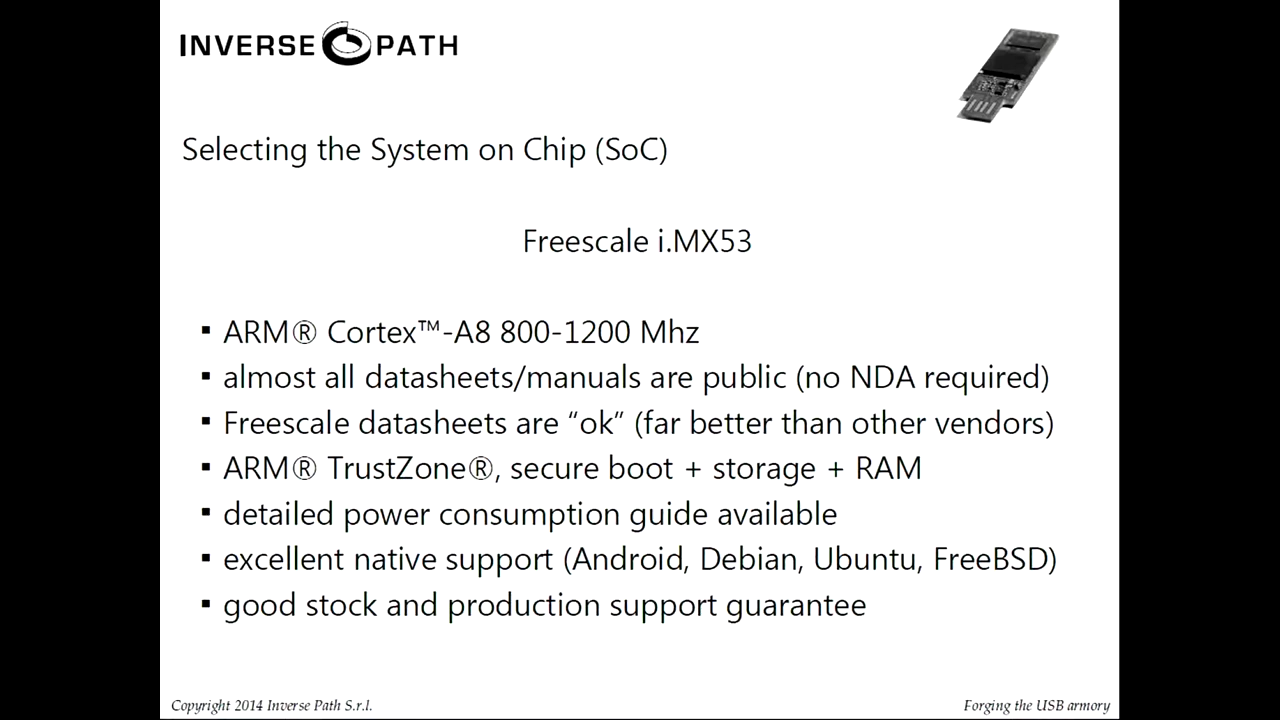 INVERSE PATH
Selecting the System on Chip (SoC)
Freescale i.MX53
▪ ARM® Cortex™-A8 800-1200 Mhz
▪ almost all datasheets/manuals are public (no NDA required)
▪ Freescale datasheets are “ok” (far better than other vendors)
▪ ARM® TrustZone®, secure boot + storage + RAM
▪ detailed power consumption guide available
▪ excellent native support (Android, Debian, Ubuntu, FreeBSD)
▪ good stock and production support guarantee
Copyright 2014 Inverse Path S.r.l.
Forging the USB armory